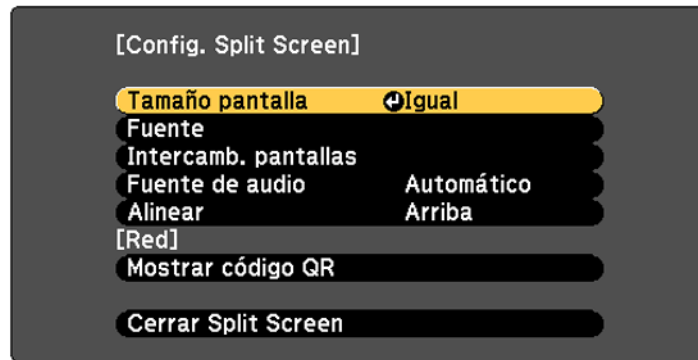 [Config. Split Screen]
Tamaño pantalla Igual
Fuente
Intercamb. pantallas
Fuente de audio Automático
Alinear Arriba
[Red]
Mostrar código QR
Cerrar Split Screen